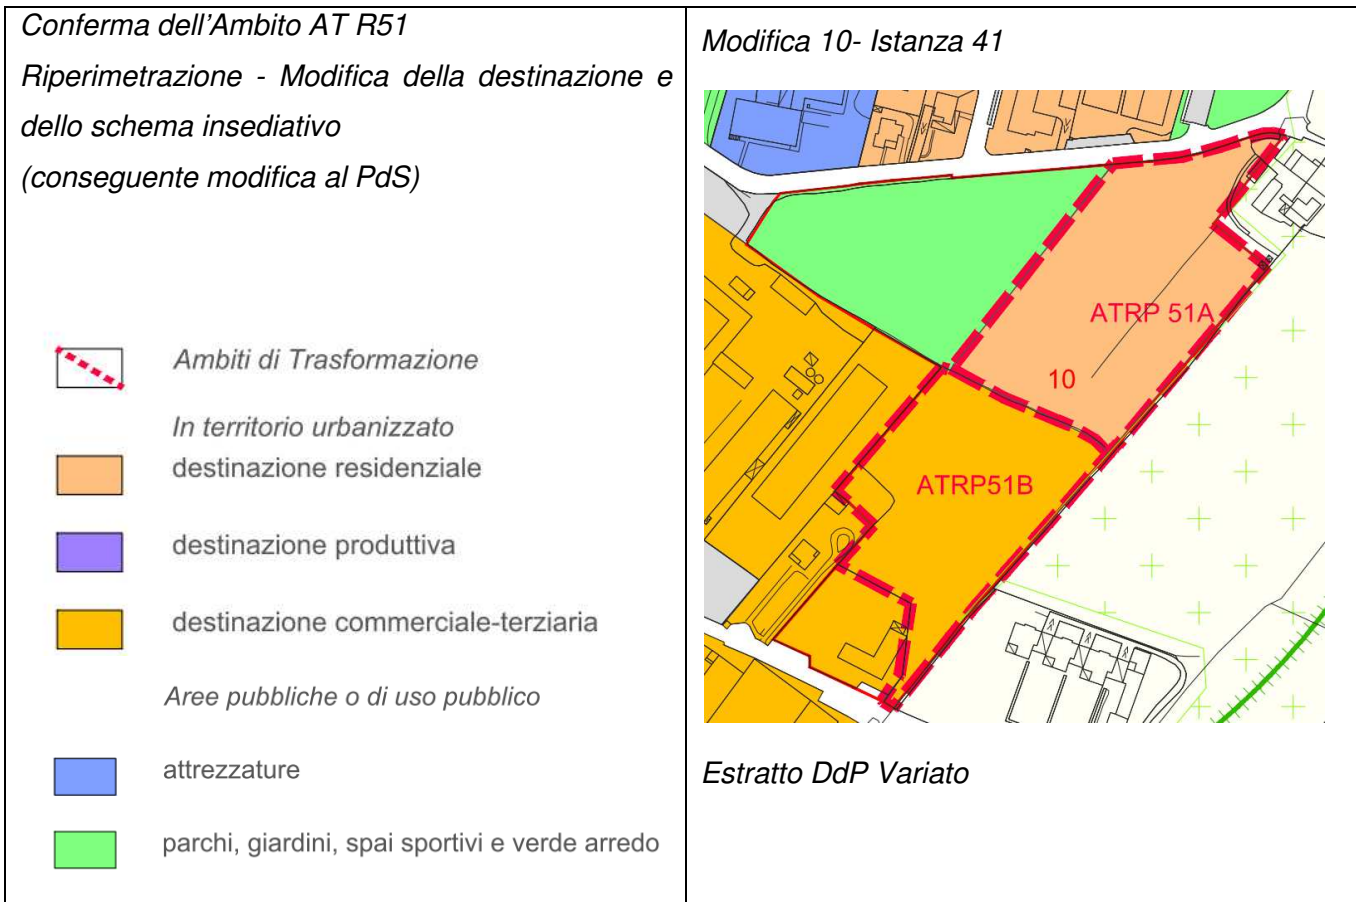 Conferma dell'Ambito AT R51
Riperimetrazione - Modifica della destinazione e
dello schema insediativo
(conseguente modifica al PdS)
Ambiti di Trasformazione
In territorio urbanizzato
destinazione residenziale
destinazione produttiva
destinazione commerciale-terziaria
Aree pubbliche o di uso pubblico
attrezzature
parchi, giardini, spai sportivi e verde arredo
Modifica 10- Istanza 41
ATRP 51A
10
ATRP51B
Estratto DdP Variato